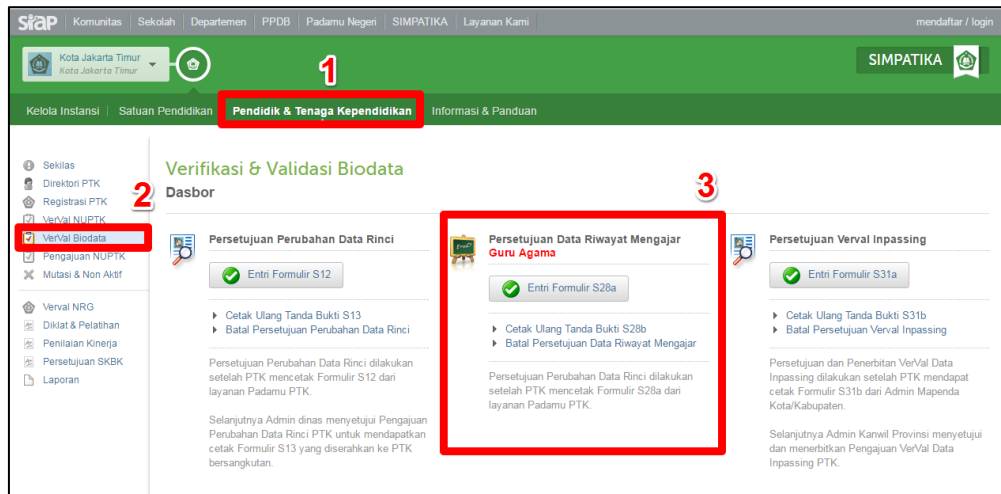 SIAP Komunitas Sekolah Departemen PPDB Padamu Negeri SIMPATIKA Layanan Kami mendaftar / login
Kota Jakarta Timur
Kota Jakarta Timur
SIMPATIKA
1
Kelola Instansi Satuan Pendidikan Pendidik & Tenaga Kependidikan Informasi & Panduan
Sekilas
Direktori PTK
Registrasi PTK
VerVal NUPTK
2
VerVal Biodata
Pengajuan NUPTK
Mutasi & Non Aktif
Verval NRG
Diklat & Pelatihan
Penilaian Kinerja
Persetujuan SKBK
Laporan
Verifikasi & Validasi Biodata
Dasbor
3
Persetujuan Perubahan Data Rinci
Entri Formulir S12
Cetak Ulang Tanda Bukti S13
Batal Persetujuan Perubahan Data Rinci
Persetujuan Perubahan Data Rinci dilakukan
setelah PTK mencetak Formulir S12 dari
layanan Padamu PTK.
Selanjutnya Admin dinas menyetujui Pengajuan
Perubahan Data Rinci PTK untuk mendapatkan
cetak Formulir S13 yang diserahkan ke PTK
bersangkutan.
Persetujuan Data Riwayat Mengajar
Guru Agama
Entri Formulir S28a
Cetak Ulang Tanda Bukti S28b
Batal Persetujuan Data Riwayat Mengajar
Persetujuan Perubahan Data Rinci dilakukan
setelah PTK mencetak Formulir S28a dari
layanan Padamu PTK.
Persetujuan Verval Inpassing
Entri Formulir S31a
Cetak Ulang Tanda Bukti S31b
Batal Persetujuan Verval Inpassing
Persetujuan dan Penerbitan VerVal Data
Inpassing dilakukan setelah PTK mendapat
cetak Formulir S31b dari Admin Mapenda
Kota/Kabupaten.
Selanjutnya Admin Kanwil Provinsi menyetujui
dan menerbitkan Pengajuan VerVal Data
Inpassing PTK.